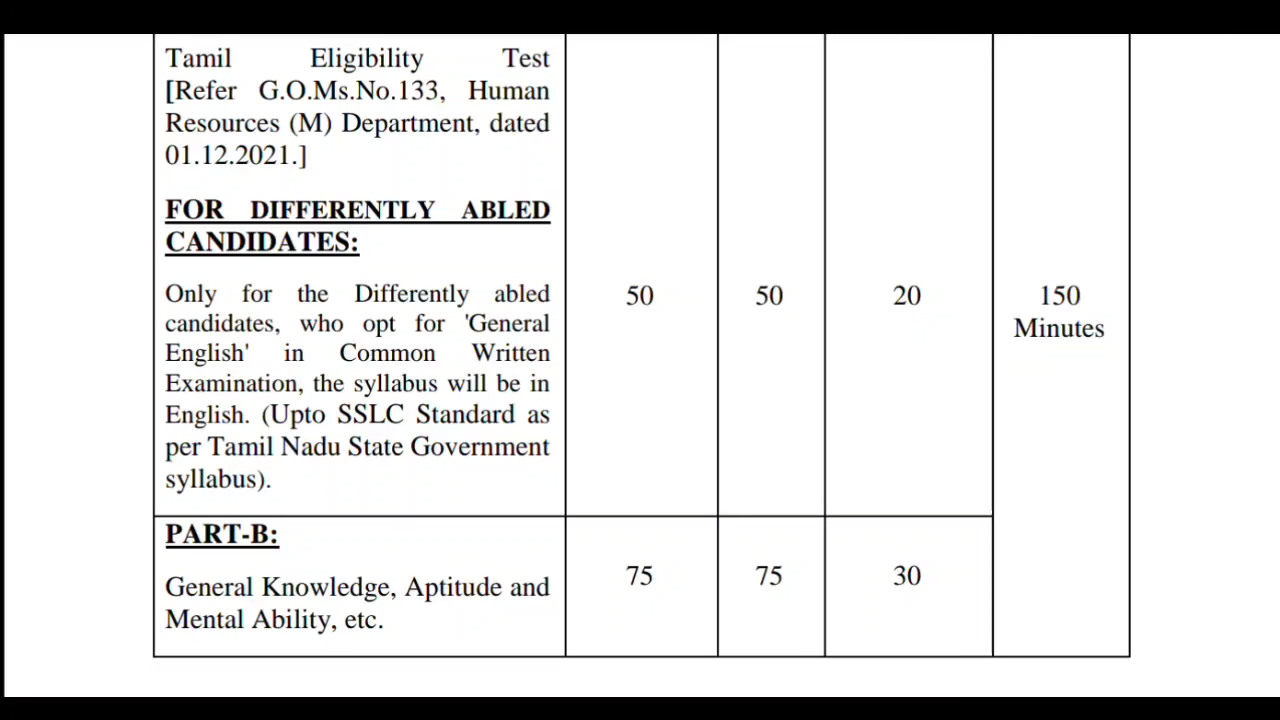 Tamil Eligibility Test
[Refer G.O.Ms.No.133, Human
Resources (M) Department, dated
01.12.2021.]
FOR DIFFERENTLY ABLED
CANDIDATES:
Only for the Differently abled
candidates, who opt for 'General
English' in Common Written
Examination, the syllabus will be in
English. (Upto SSLC Standard as
per Tamil Nadu State Government
syllabus).
50
50
20
150
Minutes
PART-B:
General Knowledge, Aptitude and
Mental Ability, etc.
75
75
30